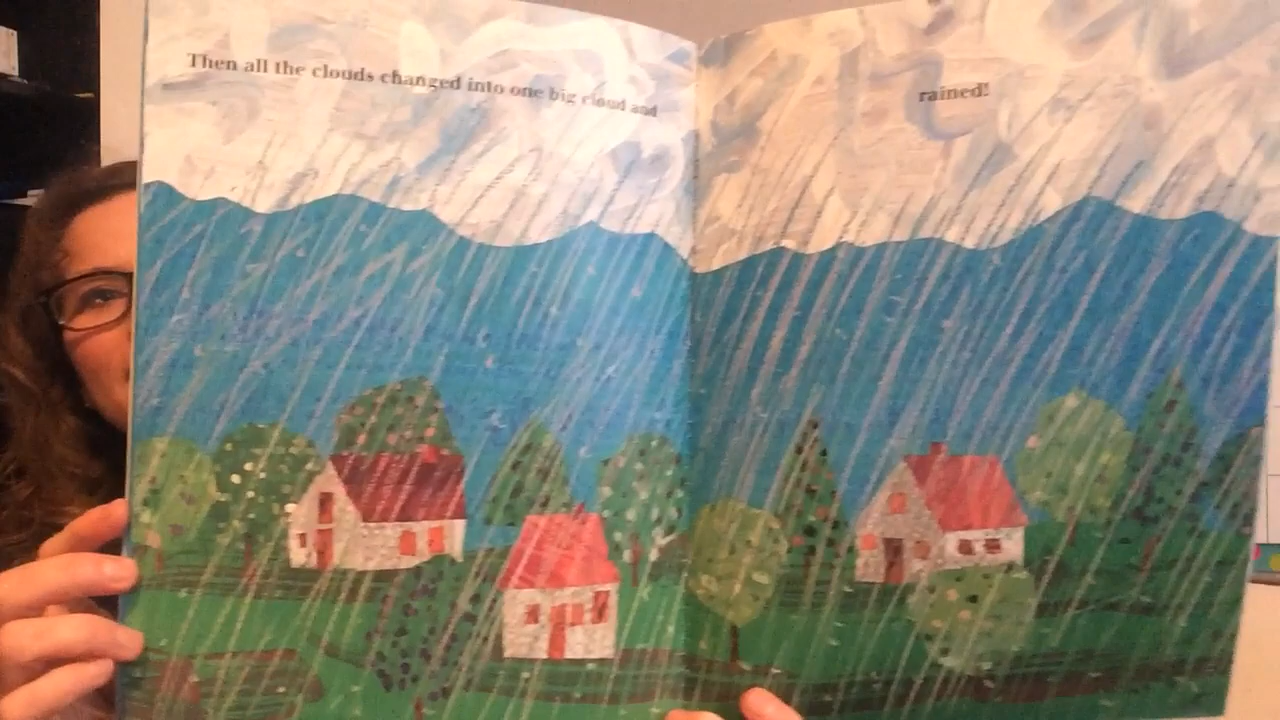 Then all the clouds changed into one big cloud and
rained!